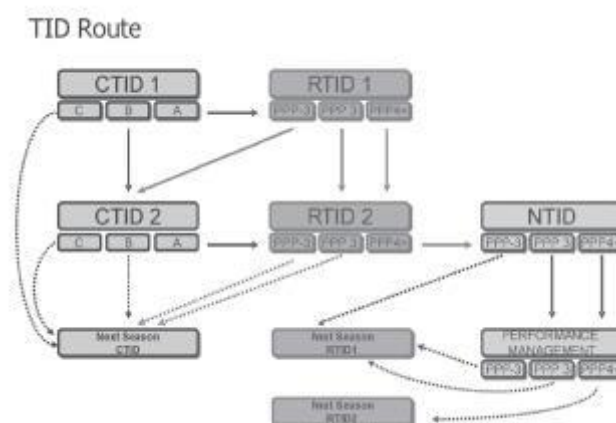 TID Route
CTID 1
RTID 1
C B A
PPP-3 PPP 3 PPP4+
CTID 2
RTID 2
NTID
C B A
PPP-3 PPP 3 PPP4+
PPP-3 PPP 3 PPP4+
Next Season
CTID
Next Season
RTID1
PERFORMANCE
MANAGEMENT
PPP-3 PPP 3 PPP4+
Next Season
RTID2